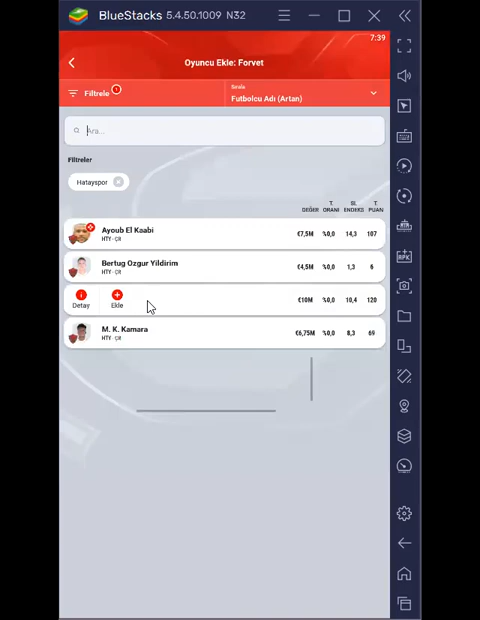 BlueStacks 5.4.50.1009 N32
7:39
Oyuncu Ekle: Forvet
Filtrele 1
Sırala
Futbolcu Adı (Artan)
Ara...
Filtreler
Hatayspor
DEĞER T. ORANI BL ENDEKS T. PUAN
Ayoub El Kaabi €7,5M %0,0 14,3 107
HTY · ÇR
Bertug Ozgur Yildirim €4,5M %0,0 1,3 6
HTY · ÇR
Detay Ekle €10M %0,0 10,4 120
M. K. Kamara €6,75M %0,0 8,3 69
HTY · ÇR
RPK